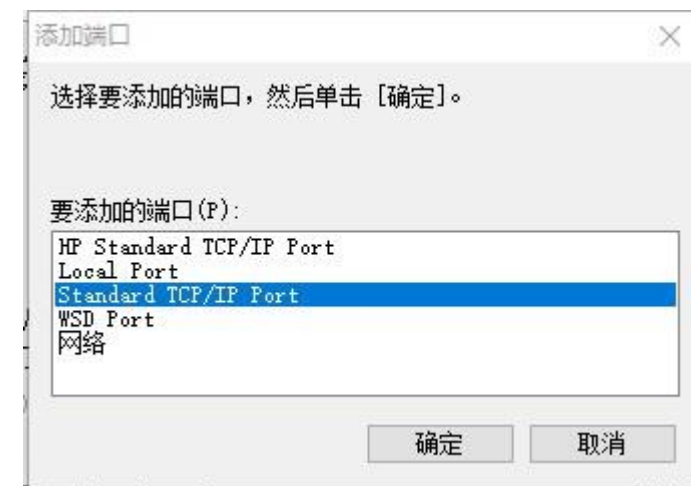 添加端口
选择要添加的端口，然后单击 [确定]。
要添加的端口(P):
HP Standard TCP/IP Port
Local Port
Standard TCP/IP Port
WSD Port
网络
确定 取消